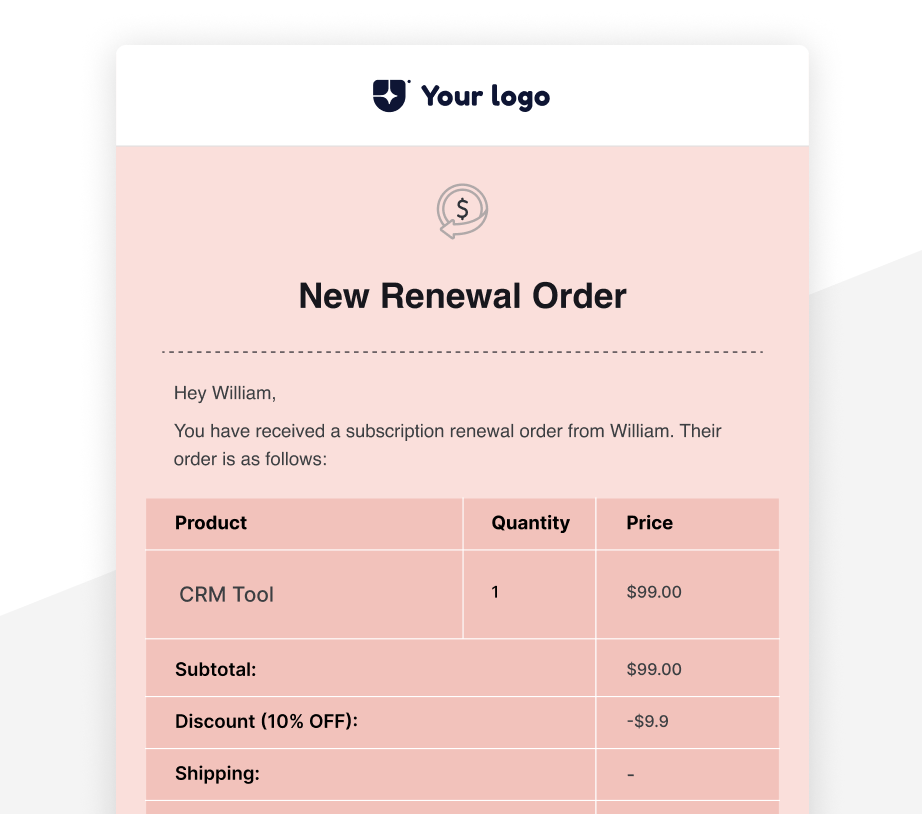 Your logo
$
New Renewal Order
Hey William,
You have received a subscription renewal order from William. Their
order is as follows:
Product Quantity Price
CRM Tool 1 $99.00
Subtotal: $99.00
Discount (10% OFF): -$9.9
Shipping: -